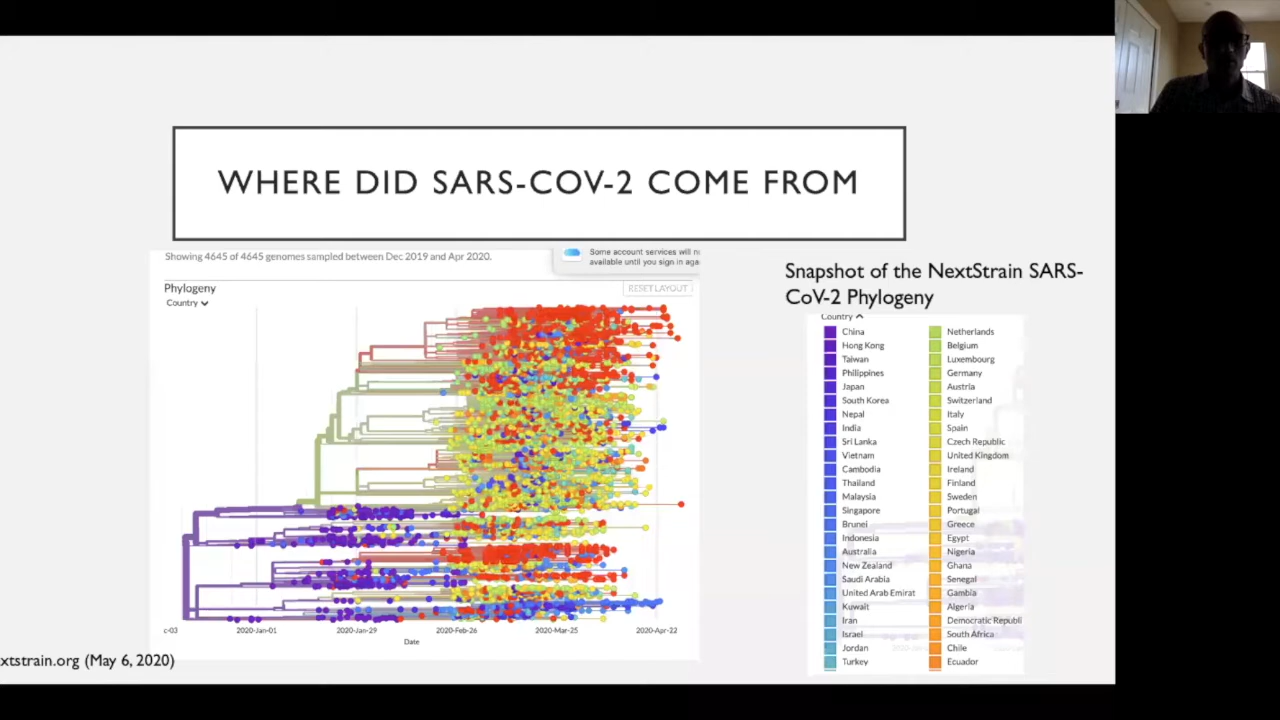 WHERE DID SARS-COV-2 COME FROM
Showing 4645 of 4645 genomes sampled between Dec 2019 and Apr 2020.
Some account services will n
available until you sign in aga
Phylogeny
Country
RESET LAYOUT
c-03
2020-Jan-01
2020-Jan-29
2020-Feb-26
2020-Mar-25
2020-Apr-22
Date
xtstrain.org (May 6, 2020)
Snapshot of the NextStrain SARS-
CoV-2 Phylogeny
Country
China
Hong Kong
Taiwan
Philippines
Japan
South Korea
Nepal
India
Sri Lanka
Vietnam
Cambodia
Thailand
Malaysia
Singapore
Brunei
Indonesia
Australia
New Zealand
Saudi Arabia
United Arab Emirat
Kuwait
Iran
Israel
Jordan
Turkey
Netherlands
Belgium
Luxembourg
Germany
Austria
Switzerland
Italy
Spain
Czech Republic
United Kingdom
Ireland
Finland
Sweden
Portugal
Greece
Egypt
Nigeria
Ghana
Senegal
Gambia
Algeria
Democratic Republi
South Africa
Chile
Ecuador